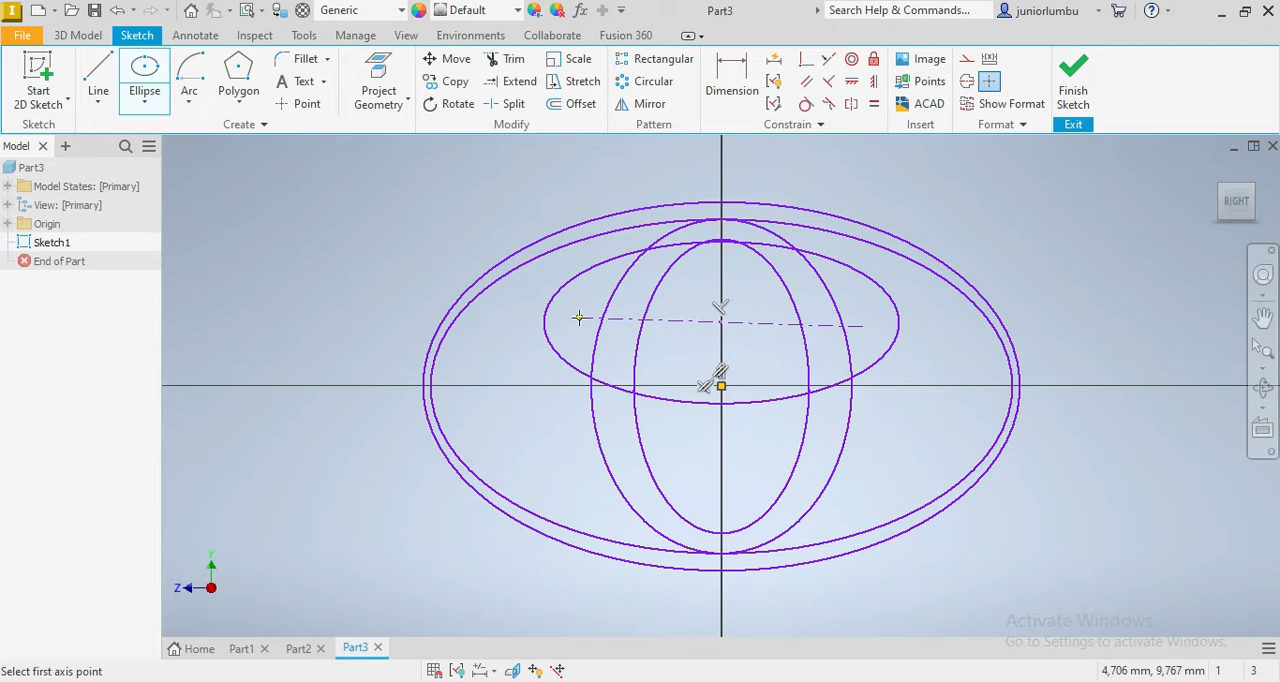 Generic
Default
fx
Part3
Search Help & Commands...
juniorlumbu
File
3D Model
Sketch
Annotate
Inspect
Tools
Manage
View
Environments
Collaborate
Fusion 360
Start
2D Sketch
Line
Ellipse
Arc
Polygon
Fillet
Text
Point
Project
Geometry
Move
Copy
Rotate
Trim
Extend
Split
Scale
Stretch
Offset
Rectangular
Circular
Mirror
Dimension
Image
Points
ACAD
Show Format
Finish
Sketch
Sketch
Create
Modify
Pattern
Constrain
Insert
Format
Exit
Model
Part3
Model States: [Primary]
View: [Primary]
Origin
Sketch1
End of Part
RIGHT
Y
Z
Activate Windows
Go to Settings to activate Windows.
Home
Part1
Part2
Part3
Select first axis point
4,706 mm, 9,767 mm
1
3